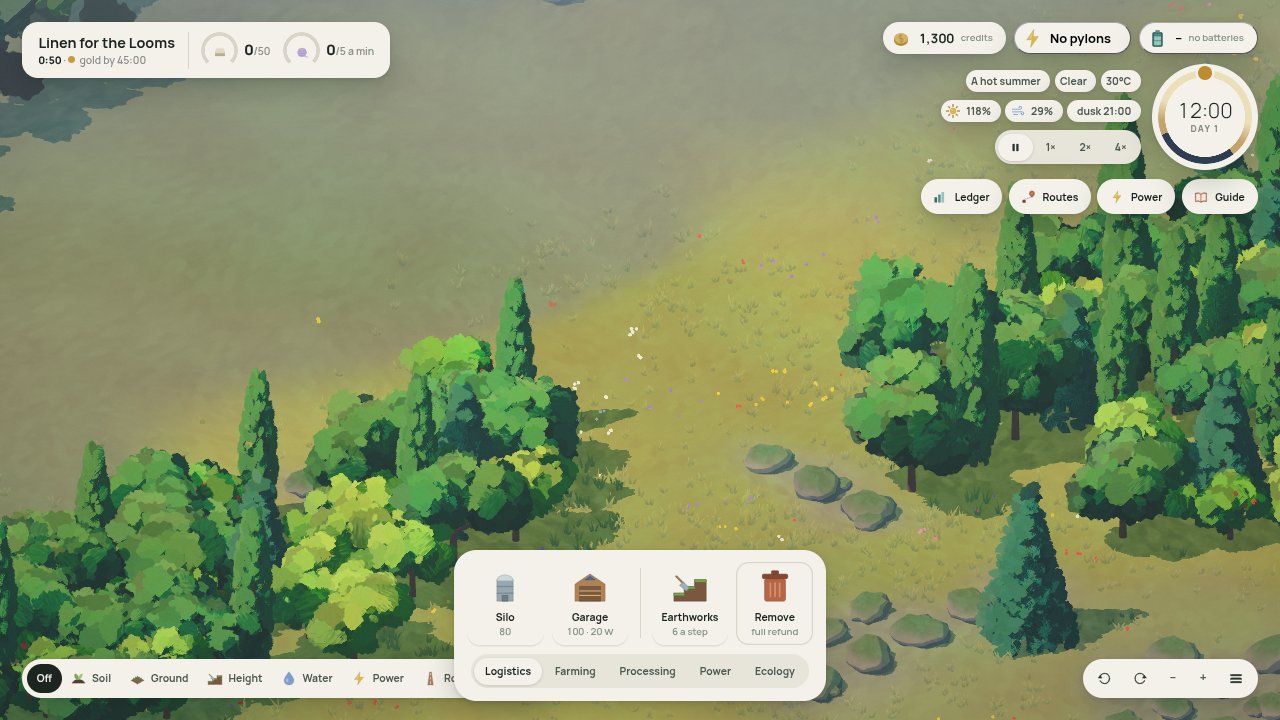 Linen for the Looms
0:50 · gold by 45:00
0/50
0/5 a min
1,300 credits
No pylons
– no batteries
A hot summer
Clear
30°C
118%
29%
dusk 21:00
12:00
DAY 1
1×
2×
4×
Ledger
Routes
Power
Guide
Silo
80
Garage
100 · 20 W
Earthworks
6 a step
Remove
full refund
Logistics
Farming
Processing
Power
Ecology
Off
Soil
Ground
Height
Water
Power
− +